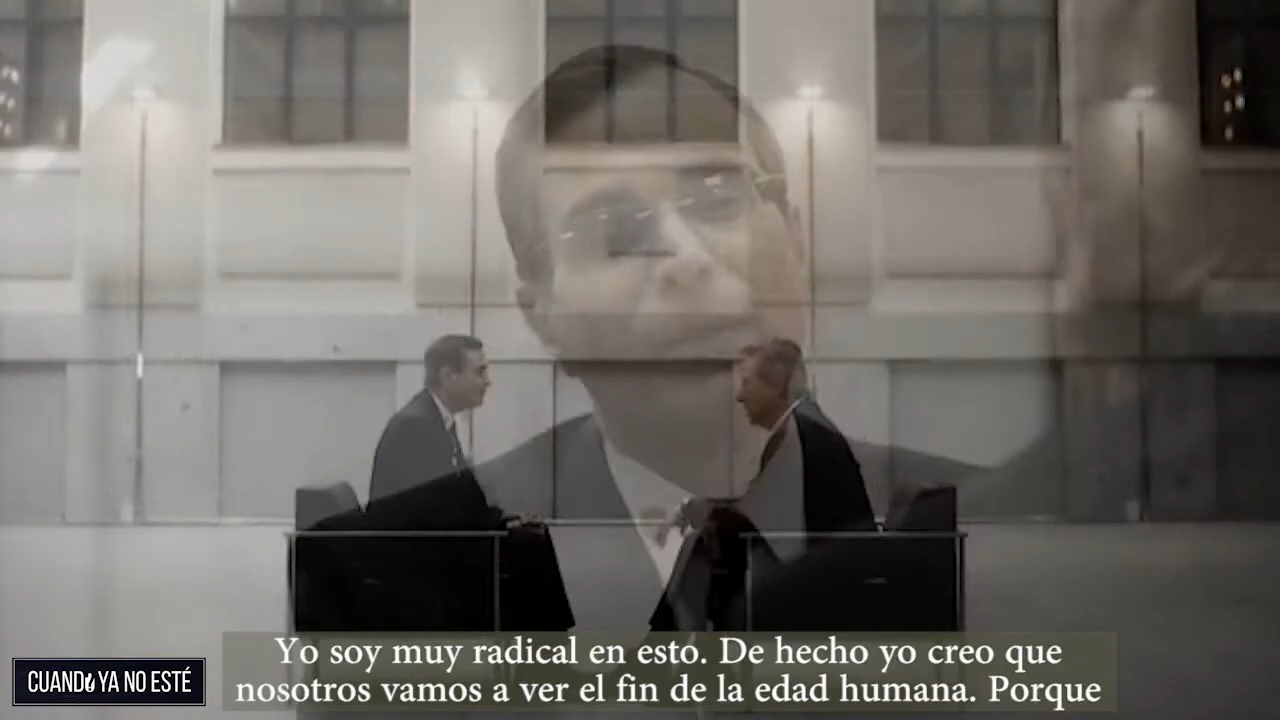 Yo soy muy radical en esto. De hecho yo creo que
nosotros vamos a ver el fin de la edad humana. Porque
CUANDO YA NO ESTÉ